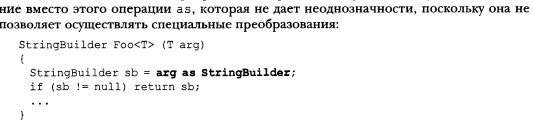 ние вместо этого операции as, которая не дает неоднозначности, поскольку она не
позволяет осуществлять специальные преобразования:
StringBuilder Foo<T> (T arg)
{
StringBuilder sb = arg as StringBuilder;
if (sb != null) return sb;
...
}